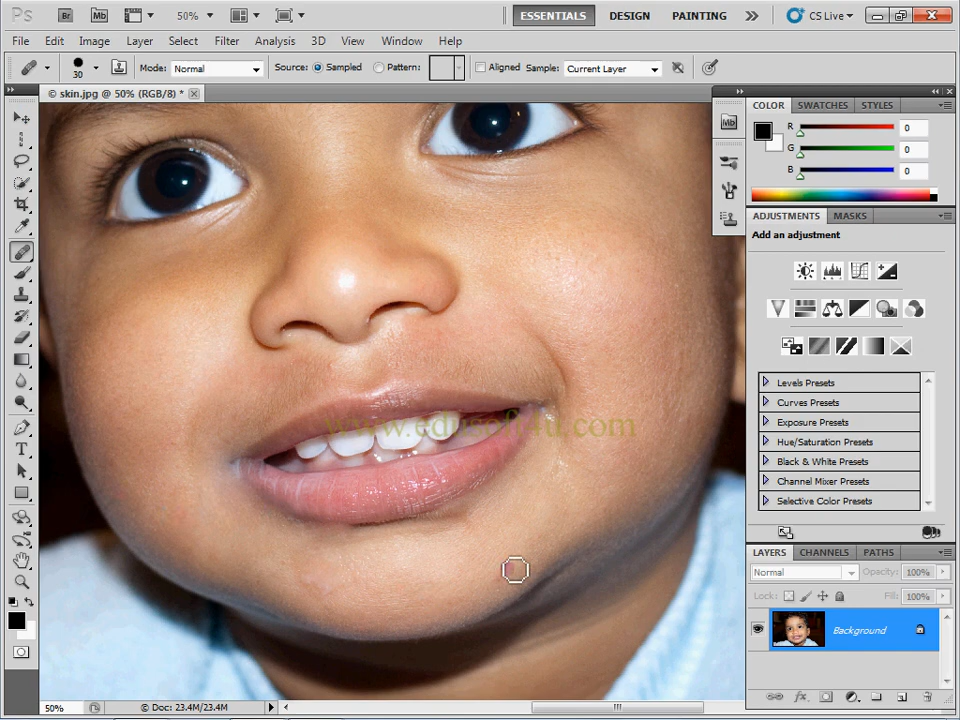 Ps Br Mb 50% ESSENTIALS DESIGN PAINTING CS Live
File Edit Image Layer Select Filter Analysis 3D View Window Help
30 Mode: Normal Source: Sampled Pattern: Aligned Sample: Current Layer
© skin.jpg @ 50% (RGB/8) *
Mb
COLOR SWATCHES STYLES
R 0
G 0
B 0
ADJUSTMENTS MASKS
Add an adjustment
Levels Presets
Curves Presets
Exposure Presets
Hue/Saturation Presets
Black & White Presets
Channel Mixer Presets
Selective Color Presets
LAYERS CHANNELS PATHS
Normal Opacity: 100%
Lock: Fill: 100%
Background
T
50% © Doc: 23.4M/23.4M